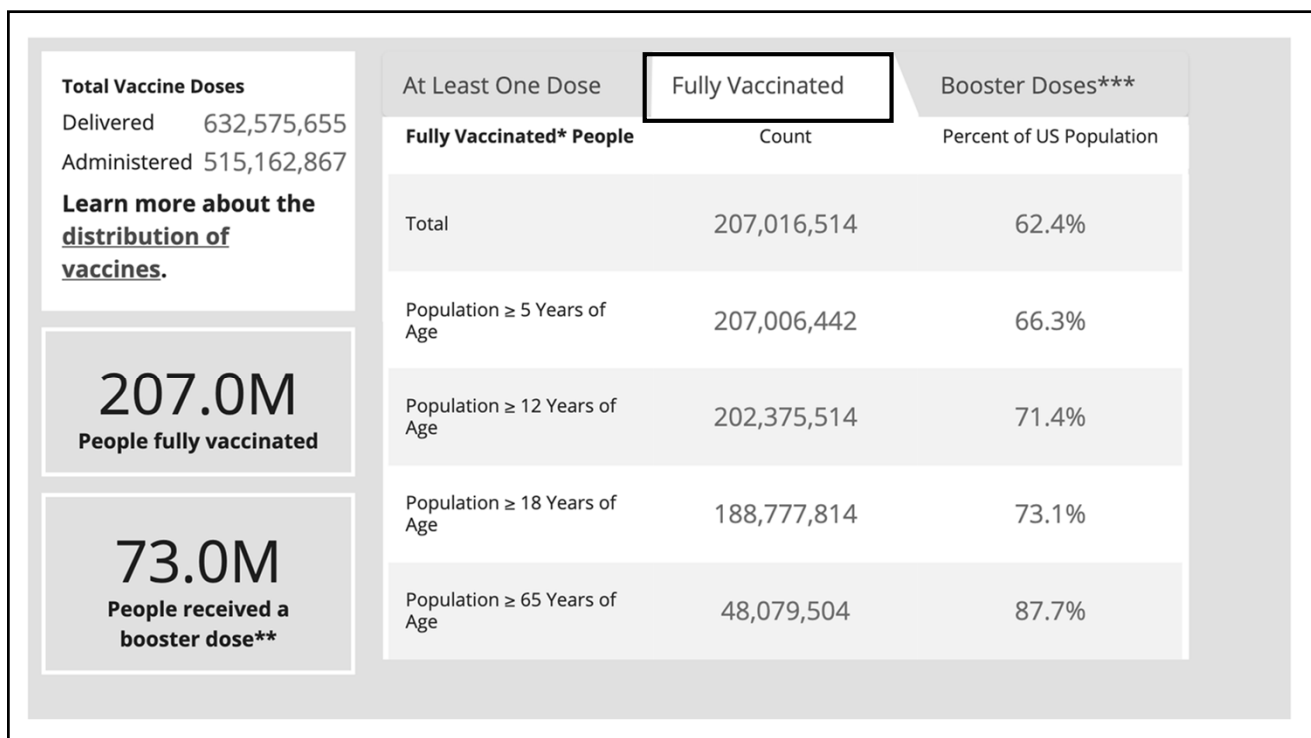 Total Vaccine Doses
Delivered 632,575,655
Administered 515,162,867
Learn more about the
distribution of
vaccines.
207.0M
People fully vaccinated
73.0M
People received a
booster dose**
At Least One Dose Fully Vaccinated Booster Doses***
Fully Vaccinated* People Count Percent of US Population
Total 207,016,514 62.4%
Population ≥ 5 Years of
Age 207,006,442 66.3%
Population ≥ 12 Years of
Age 202,375,514 71.4%
Population ≥ 18 Years of
Age 188,777,814 73.1%
Population ≥ 65 Years of
Age 48,079,504 87.7%